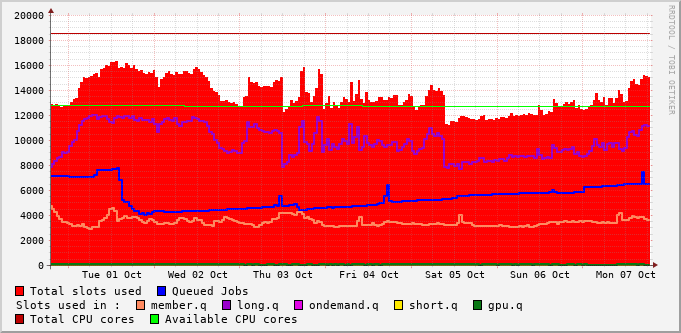 20000
18000
16000
14000
12000
10000
8000
6000
4000
2000
0
Tue 01 Oct Wed 02 Oct Thu 03 Oct Fri 04 Oct Sat 05 Oct Sun 06 Oct Mon 07 Oct
Total slots used Queued Jobs
Slots used in : member.q long.q ondemand.q short.q gpu.q
Total CPU cores Available CPU cores
RRDTOOL / TOBI OETIKER